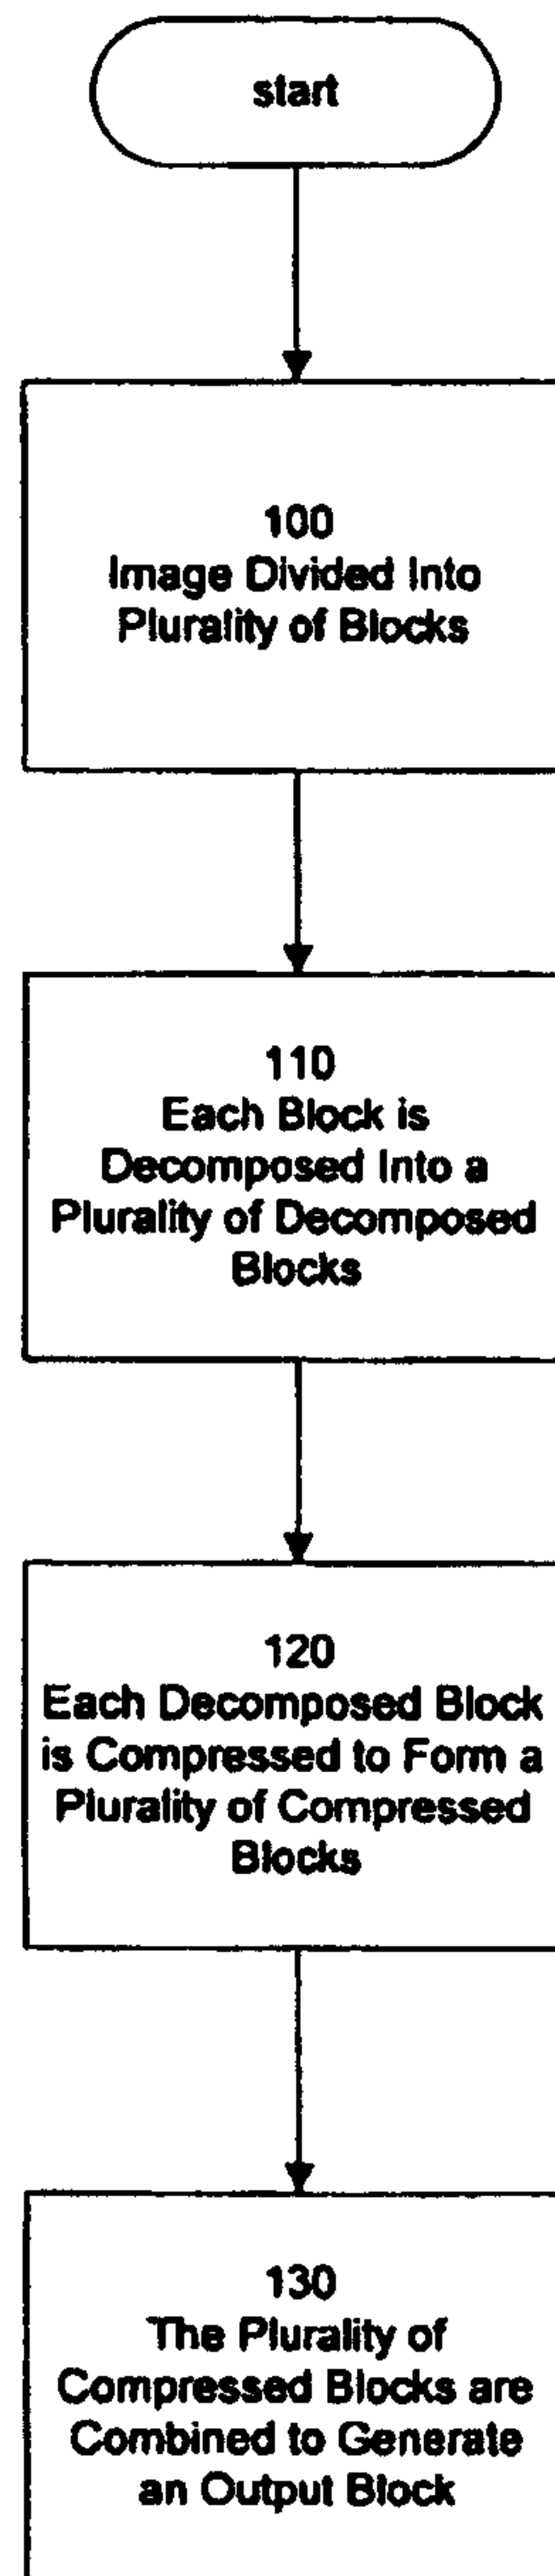 start
100
Image Divided Into
Plurality of Blocks
110
Each Block is
Decomposed Into a
Plurality of Decomposed
Blocks
120
Each Decomposed Block
is Compressed to Form a
Plurality of Compressed
Blocks
130
The Plurality of
Compressed Blocks are
Combined to Generate
an Output Block